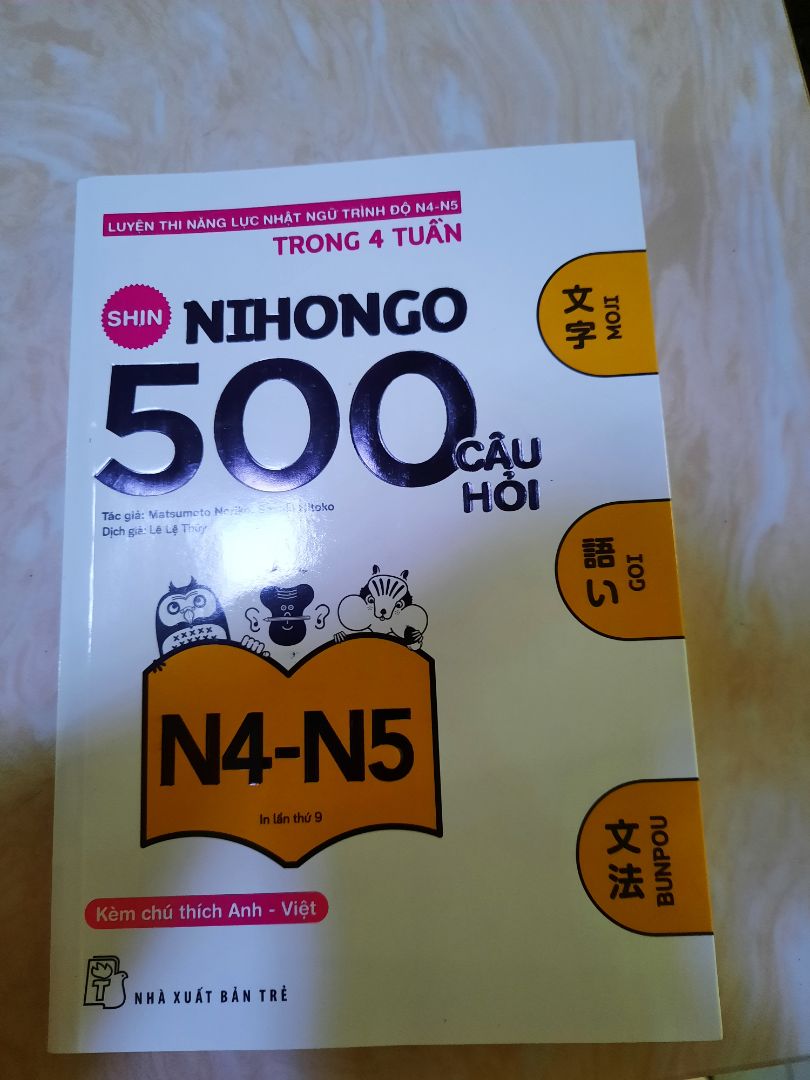 LUYỆN THI NĂNG LỰC NHẬT NGỮ TRÌNH ĐỘ N4-N5
TRONG 4 TUẦN
SHIN
NIHONGO
500
CÂU
HỎI
Tác giả: Matsumoto
Dịch giả: Lê Lệ Thủy
N4-N5
In lần thứ 9
Kèm chú thích Anh - Việt
T
NHÀ XUẤT BẢN TRẺ
文字
MOJI
語い
GOI
文法
BUNPOU